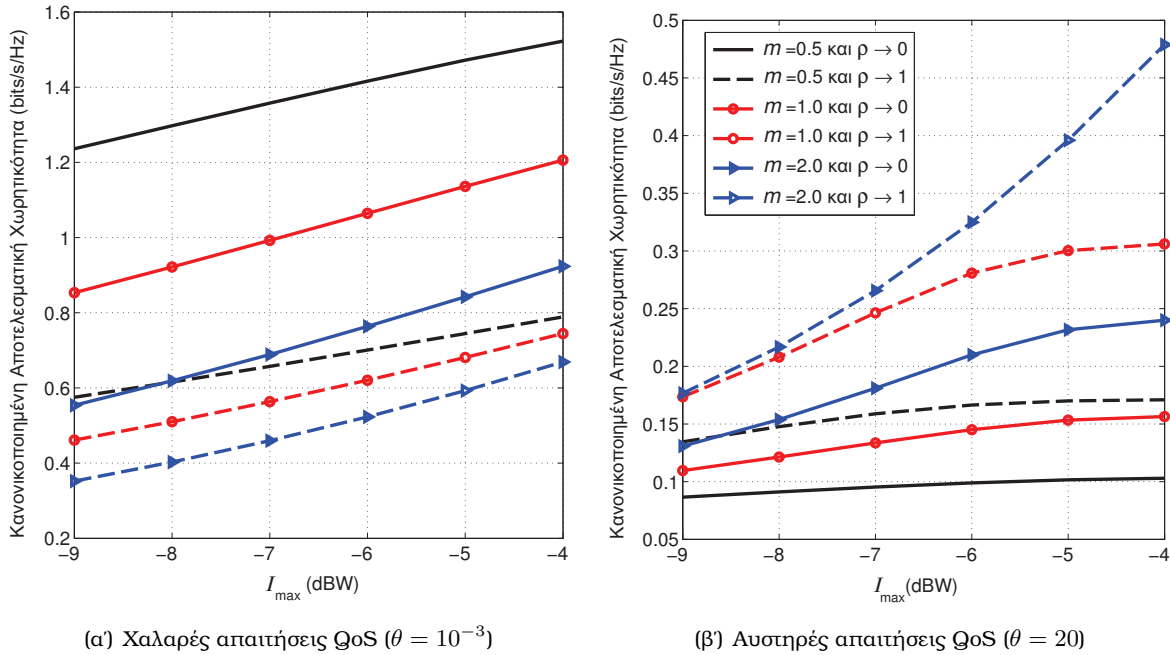 Κανονικοποιημένη Αποτελεσματική Χωρητικότητα (bits/s/Hz)
1.6
1.4
1.2
1
0.8
0.6
0.4
0.2
−9
−8
−7
−6
−5
−4
I_max (dBW)
(αʹ) Χαλαρές απαιτήσεις QoS (θ = 10⁻³)
Κανονικοποιημένη Αποτελεσματική Χωρητικότητα (bits/s/Hz)
0.5
0.45
0.4
0.35
0.3
0.25
0.2
0.15
0.1
0.05
m =0.5 και ρ → 0
m =0.5 και ρ → 1
m =1.0 και ρ → 0
m =1.0 και ρ → 1
m =2.0 και ρ → 0
m =2.0 και ρ → 1
−9
−8
−7
−6
−5
−4
I_max (dBW)
(βʹ) Αυστηρές απαιτήσεις QoS (θ = 20)